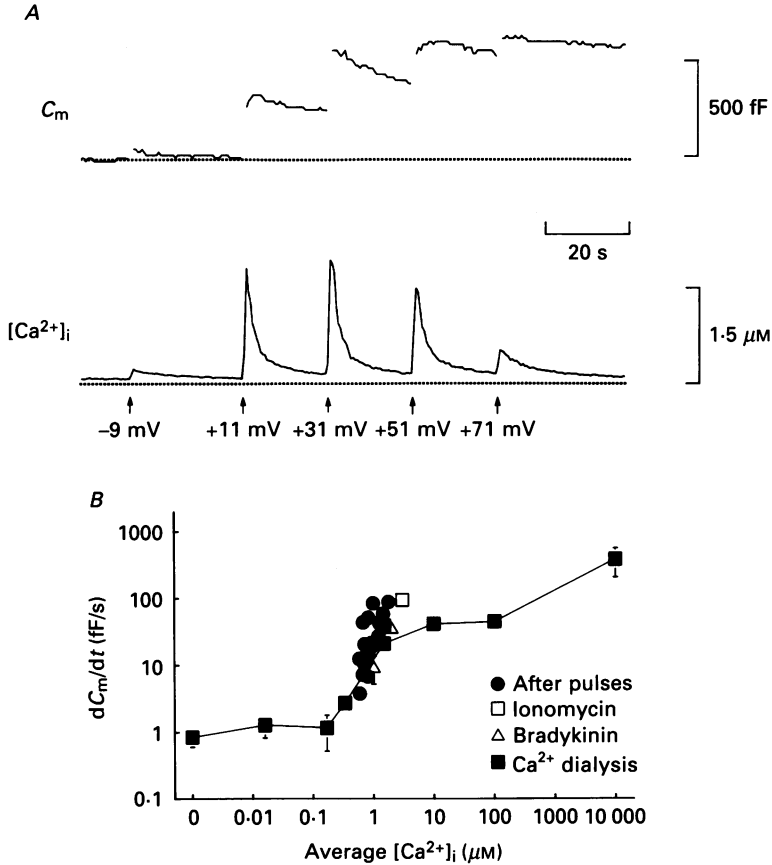 A
Cm
500 fF
20 s
[Ca2+]i
1·5 μM
−9 mV +11 mV +31 mV +51 mV +71 mV
B
1000
100
10
1
0·1
dCm/dt (fF/s)
After pulses
Ionomycin
Bradykinin
Ca2+ dialysis
0 0·01 0·1 1 10 100 1000 10 000
Average [Ca2+]i (μM)